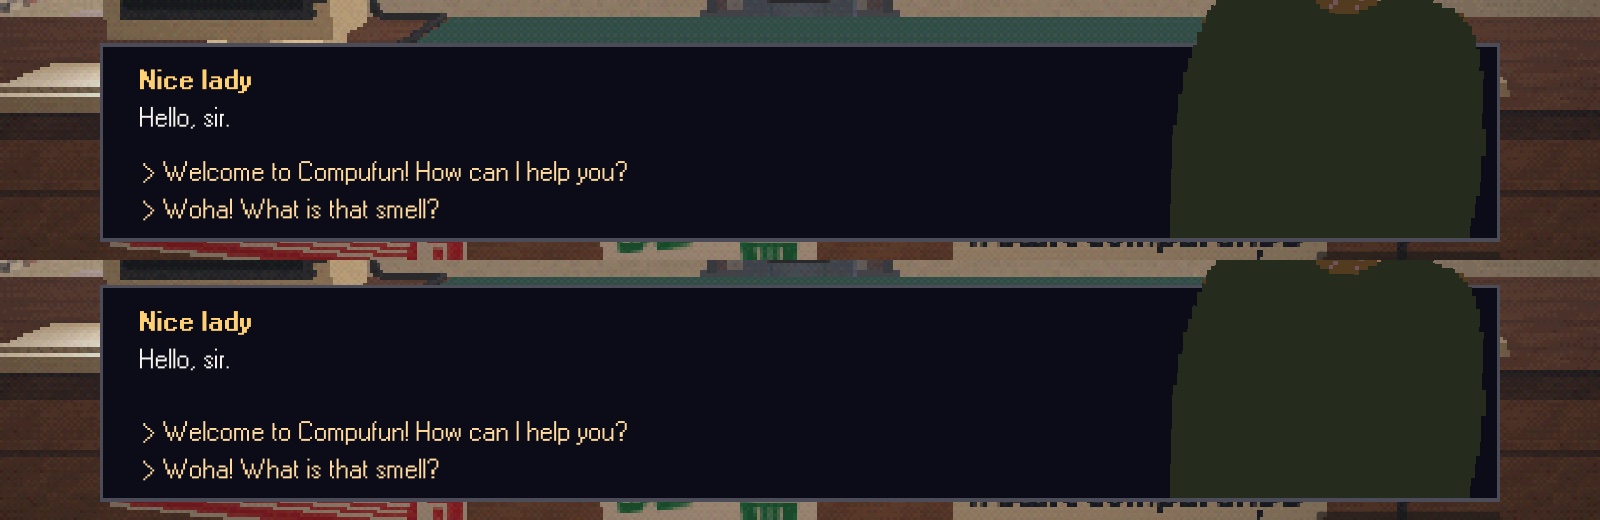 Nice lady
Hello, sir.
> Welcome to Compufun! How can I help you?
> Woha! What is that smell?
Nice lady
Hello, sir.
> Welcome to Compufun! How can I help you?
> Woha! What is that smell?